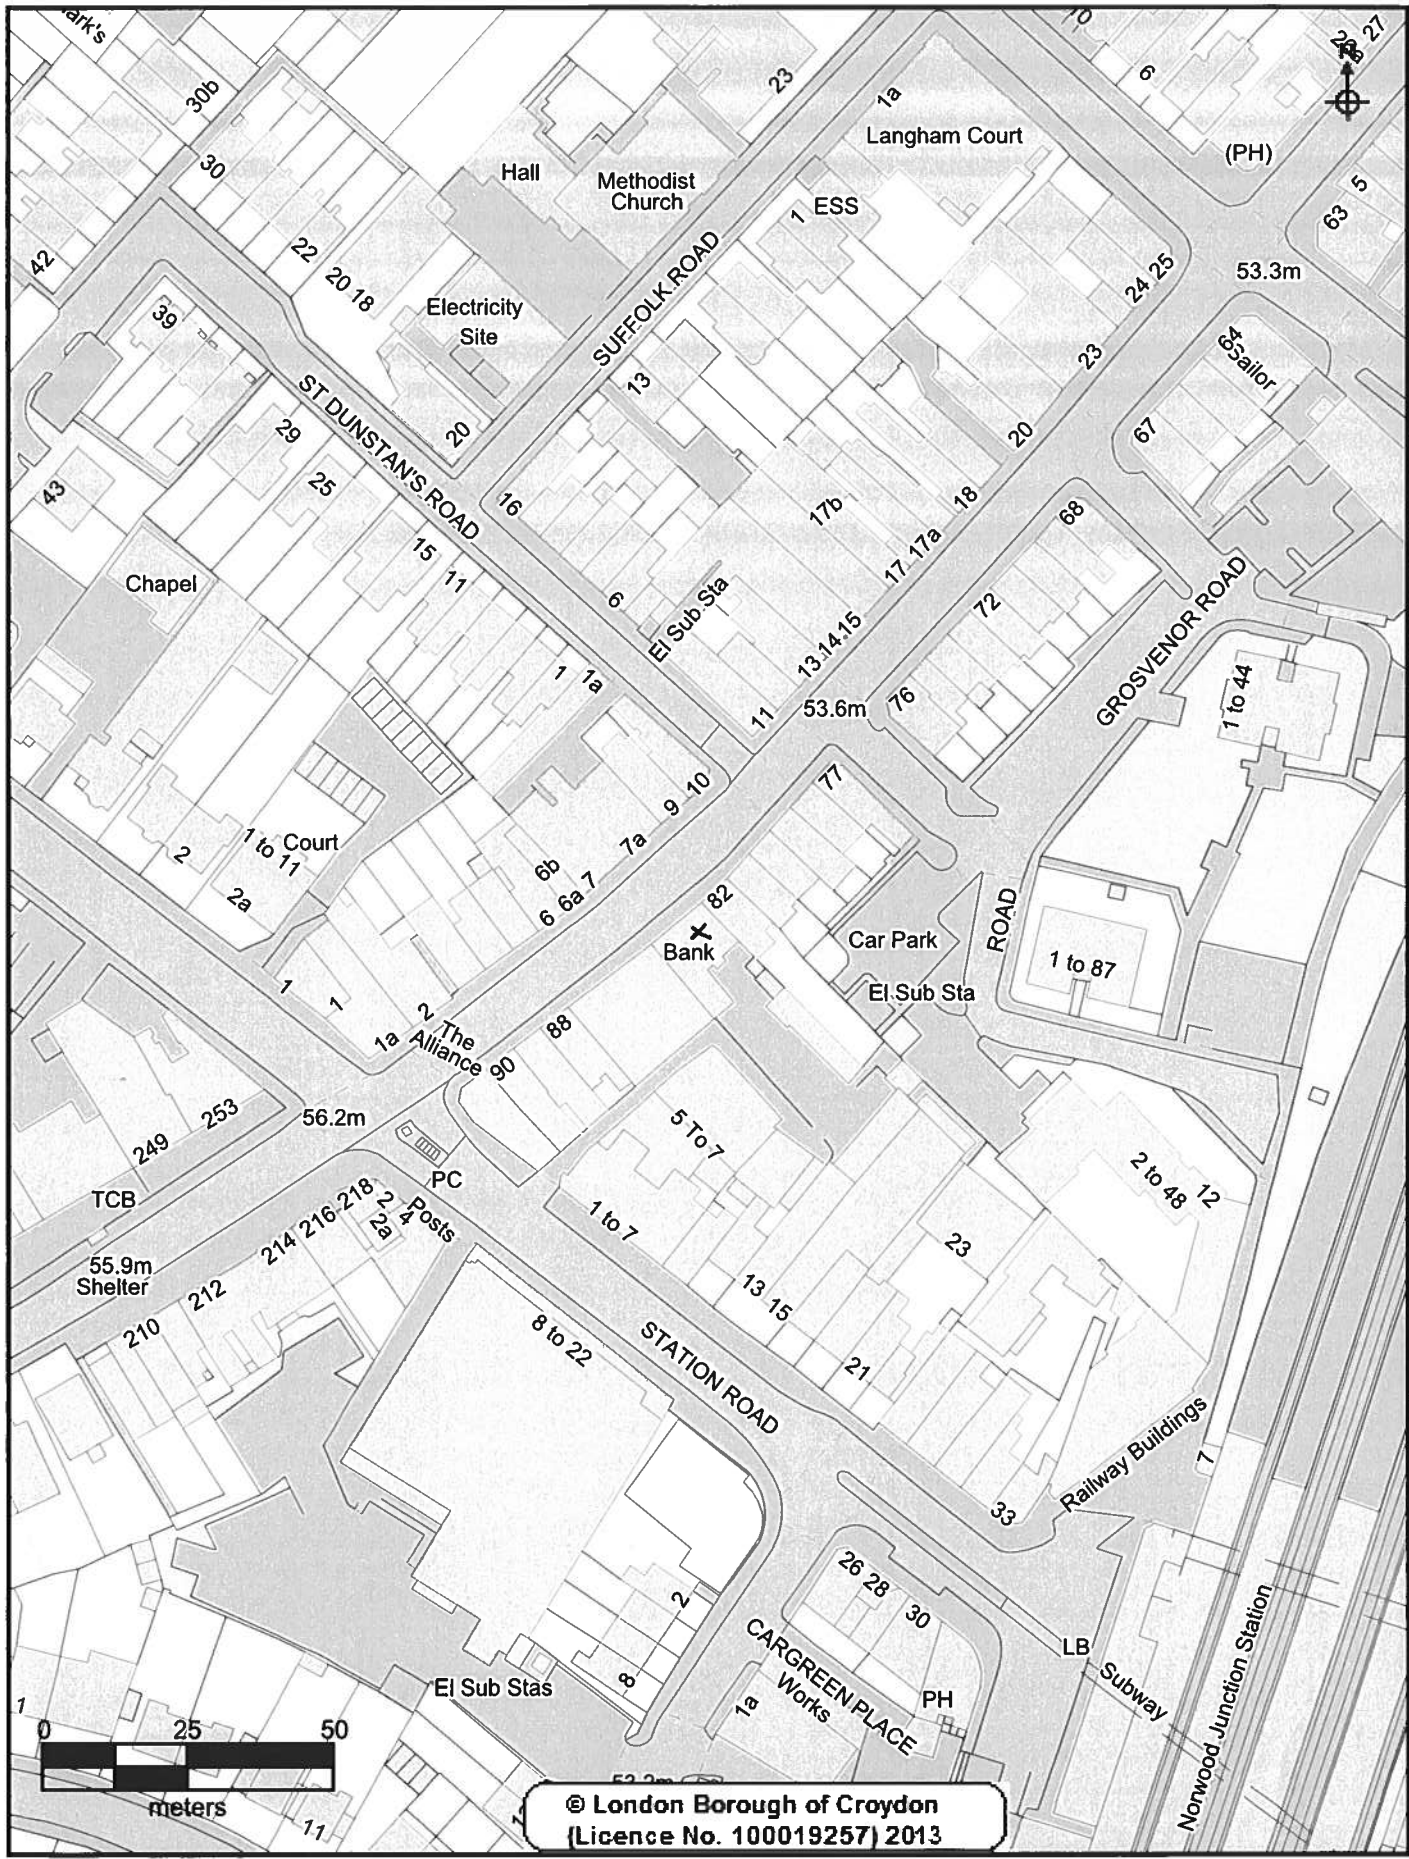 ark's
30b
23
1a
10
6
27
Langham Court
(PH)
Hall
Methodist
Church
30
1
ESS
5
63
42
22
20 18
SUFFOLK ROAD
24 25
53.3m
39
Electricity
Site
13
23
64
Sailor
ST DUNSTAN'S ROAD
29
20
20
67
43
25
16
17b
18
68
15
11
17 17a
Chapel
6
El Sub Sta
72
GROSVENOR ROAD
13 14 15
1
1a
11
53.6m
76
1 to 44
77
9 10
7a
Court
1 to 11
2
2a
6b
6 6a 7
82
Bank
Car Park
ROAD
1 to 87
El Sub Sta
1
1
1a
2
The
Alliance
90
88
56.2m
253
249
5 To 7
TCB
PC
218
216
214
2
4
2a
Posts
1 to 7
2 to 48
12
23
55.9m
Shelter
212
210
13 15
8 to 22
STATION ROAD
21
Railway Buildings
7
33
26 28
30
2
CARGREEN PLACE
LB
Subway
Norwood Junction Station
8
El Sub Stas
1a
Works
PH
1
0 25 50
meters
11
© London Borough of Croydon
(Licence No. 100019257) 2013